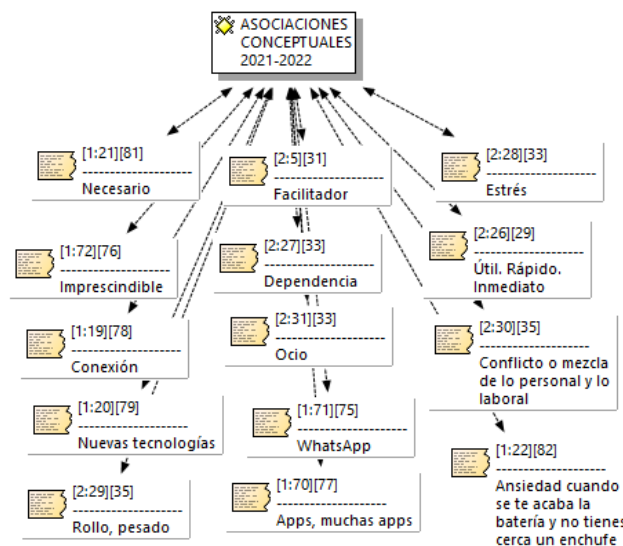 ASOCIACIONES
CONCEPTUALES
2021-2022
[1:21][81]
--------------------
Necesario
[2:5][31]
--------------------
Facilitador
[2:28][33]
--------------------
Estrés
[1:72][76]
--------------------
Imprescindible
[2:27][33]
--------------------
Dependencia
[2:26][29]
--------------------
Útil. Rápido.
Inmediato
[1:19][78]
--------------------
Conexión
[2:31][33]
--------------------
Ocio
[2:30][35]
--------------------
Conflicto o mezcla
de lo personal y lo
laboral
[1:20][79]
--------------------
Nuevas tecnologías
[1:71][75]
--------------------
WhatsApp
[1:22][82]
--------------------
Ansiedad cuando
se te acaba la
batería y no tienes
cerca un enchufe
[2:29][35]
--------------------
Rollo, pesado
[1:70][77]
--------------------
Apps, muchas apps